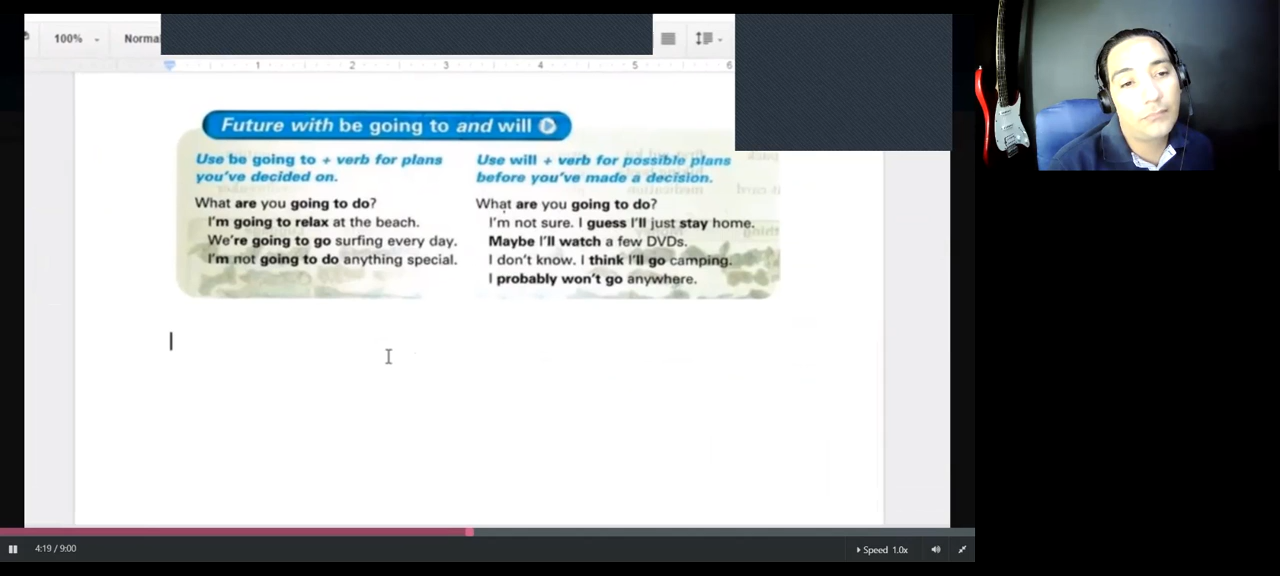 100% Normal
1 2 3 4 5 6
Future with be going to and will
Use be going to + verb for plans
you've decided on.
What are you going to do?
I'm going to relax at the beach.
We're going to go surfing every day.
I'm not going to do anything special.
Use will + verb for possible plans
before you've made a decision.
What are you going to do?
I'm not sure. I guess I'll just stay home.
Maybe I'll watch a few DVDs.
I don't know. I think I'll go camping.
I probably won't go anywhere.
4:19 / 9:00
Speed 1.0x